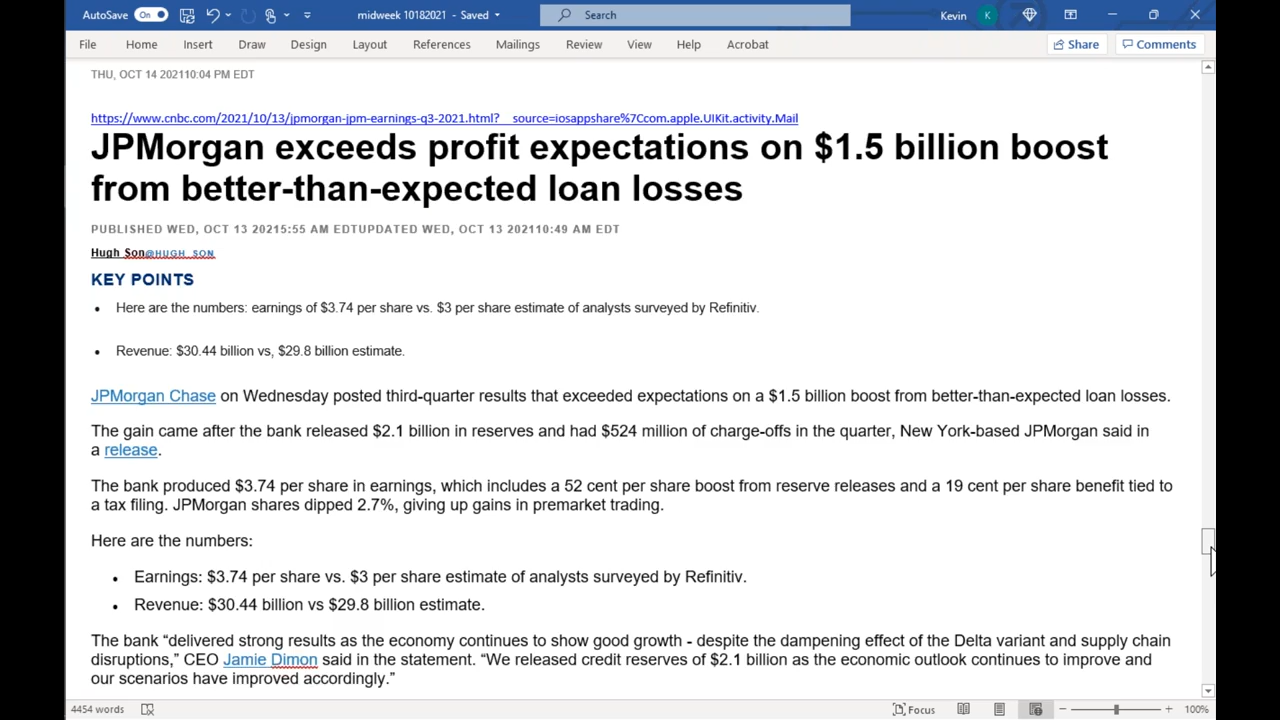 AutoSave On midweek 10182021 - Saved Search Kevin K
File Home Insert Draw Design Layout References Mailings Review View Help Acrobat Share Comments
THU, OCT 14 202110:04 PM EDT
https://www.cnbc.com/2021/10/13/jpmorgan-jpm-earnings-q3-2021.html?__source=iosappshare%7Ccom.apple.UIKit.activity.Mail
JPMorgan exceeds profit expectations on $1.5 billion boost
from better-than-expected loan losses
PUBLISHED WED, OCT 13 20215:55 AM EDTUPDATED WED, OCT 13 202110:49 AM EDT
Hugh Son@HUGH_SON
KEY POINTS
• Here are the numbers: earnings of $3.74 per share vs. $3 per share estimate of analysts surveyed by Refinitiv.
• Revenue: $30.44 billion vs, $29.8 billion estimate.
JPMorgan Chase on Wednesday posted third-quarter results that exceeded expectations on a $1.5 billion boost from better-than-expected loan losses.
The gain came after the bank released $2.1 billion in reserves and had $524 million of charge-offs in the quarter, New York-based JPMorgan said in
a release.
The bank produced $3.74 per share in earnings, which includes a 52 cent per share boost from reserve releases and a 19 cent per share benefit tied to
a tax filing. JPMorgan shares dipped 2.7%, giving up gains in premarket trading.
Here are the numbers:
• Earnings: $3.74 per share vs. $3 per share estimate of analysts surveyed by Refinitiv.
• Revenue: $30.44 billion vs $29.8 billion estimate.
The bank “delivered strong results as the economy continues to show good growth - despite the dampening effect of the Delta variant and supply chain
disruptions,” CEO Jamie Dimon said in the statement. “We released credit reserves of $2.1 billion as the economic outlook continues to improve and
our scenarios have improved accordingly.”
4454 words Focus 100%